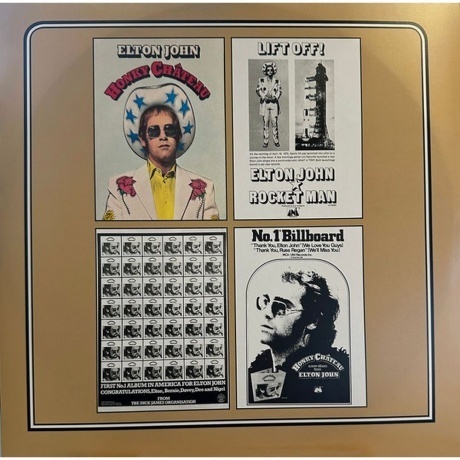 ELTON JOHN
HONKY CHÂTEAU
LIFT OFF!
ELTON JOHN
ROCKET MAN
FIRST No.1 ALBUM IN AMERICA FOR ELTON JOHN
CONGRATULATIONS, Elton, Bernie, Davey, Dee and Nigel
FROM
THE DICK JAMES ORGANISATION
No.1 Billboard
"Thank You, Elton John" (We Love You Guys!)
"Thank You, Russ Regan" (We'll Miss You!)
HONKY CHÂTEAU
ELTON JOHN